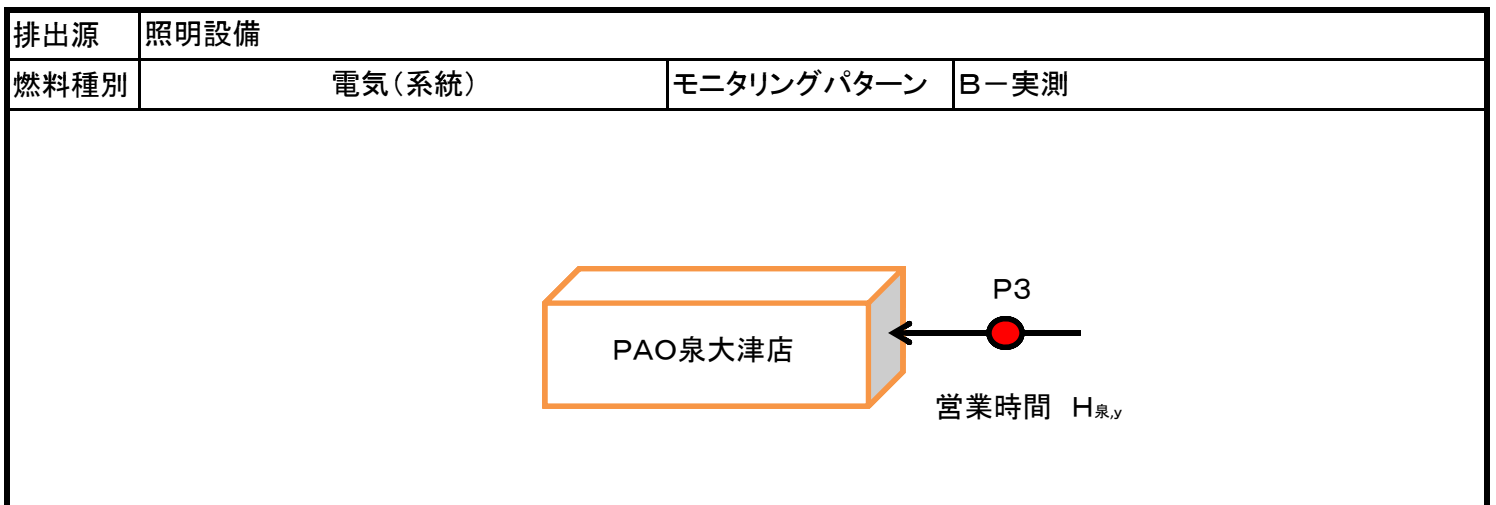 排出源 照明設備
燃料種別 電気(系統) モニタリングパターン B－実測
P3
PAO泉大津店
営業時間 H泉,y